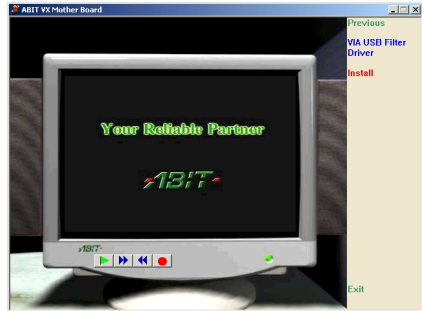 ABIT VX Mother Board
Previous
VIA USB Filter
Driver
Install
Your Reliable Partner
ABIT
ABIT
Exit